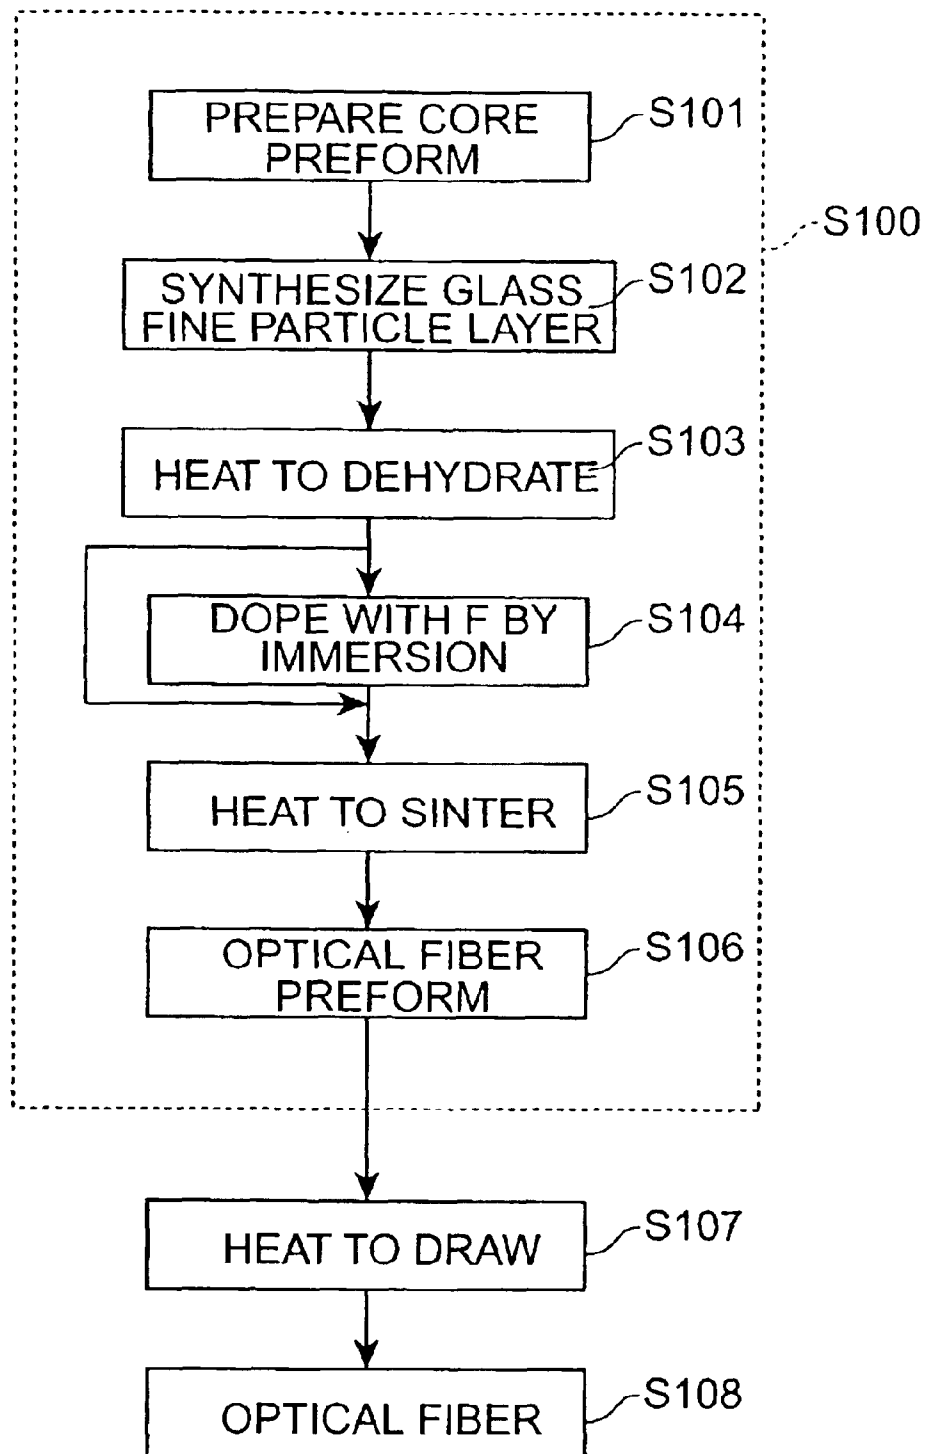 PREPARE CORE
PREFORM
S101
S100
SYNTHESIZE GLASS
FINE PARTICLE LAYER
S102
HEAT TO DEHYDRATE
S103
DOPE WITH F BY
IMMERSION
S104
HEAT TO SINTER
S105
OPTICAL FIBER
PREFORM
S106
HEAT TO DRAW
S107
OPTICAL FIBER
S108